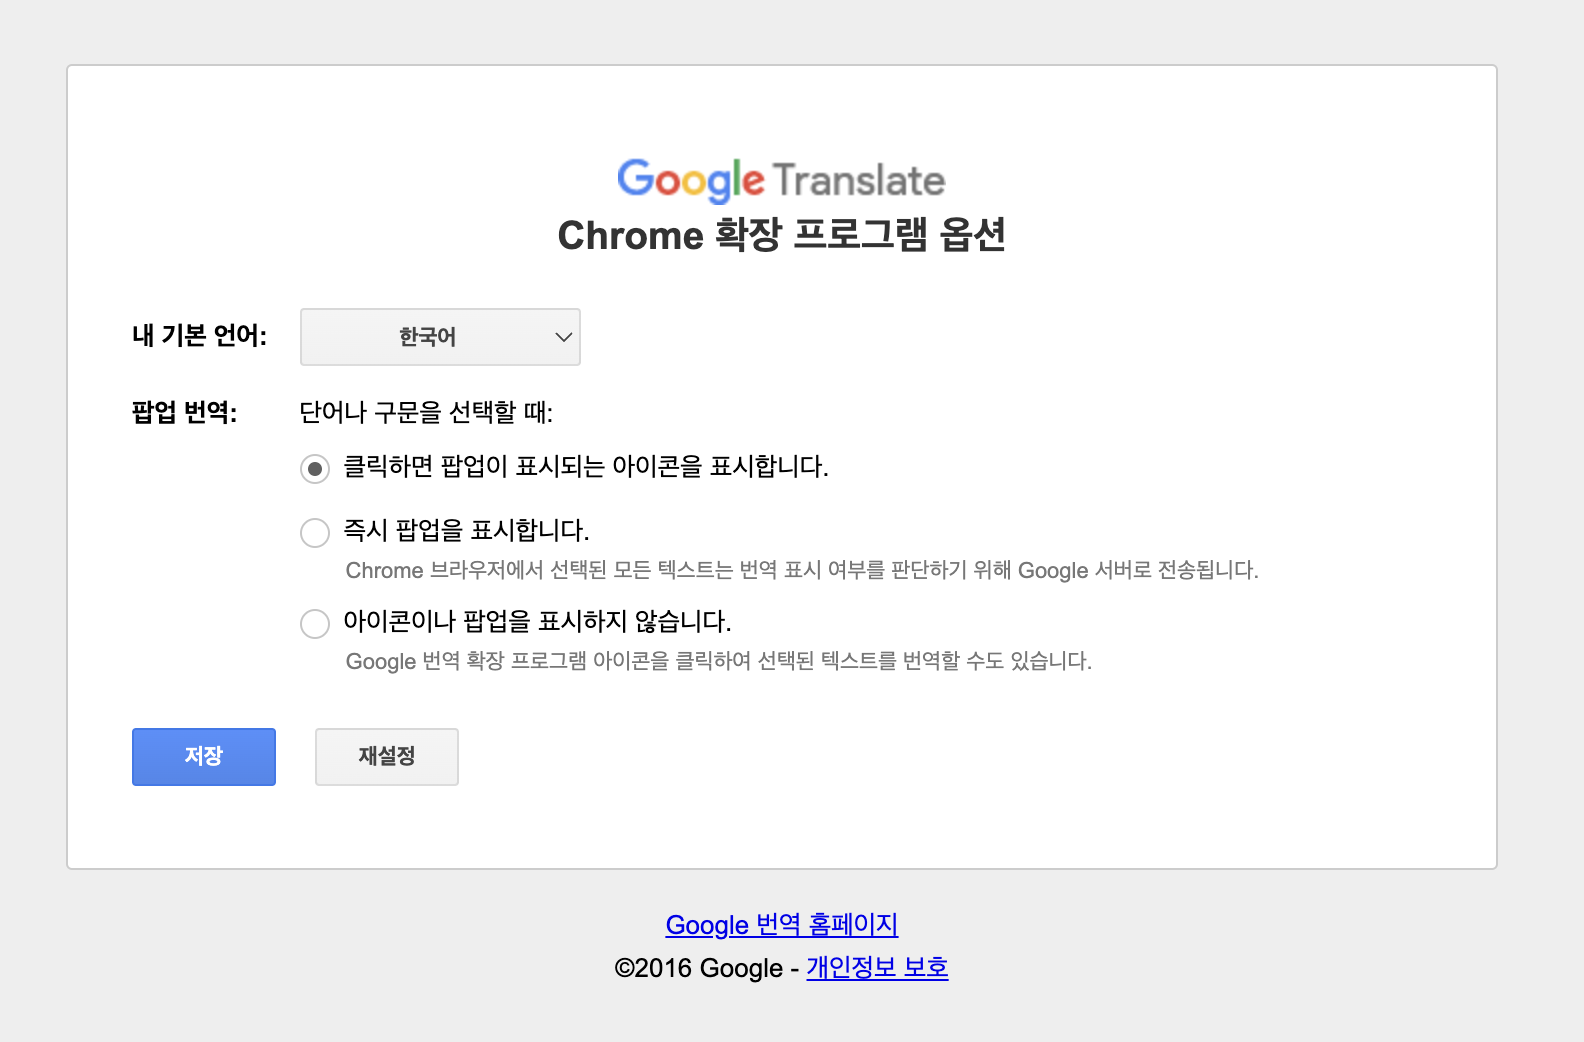 Google Translate
Chrome 확장 프로그램 옵션
내 기본 언어: 한국어
팝업 번역: 단어나 구문을 선택할 때:
클릭하면 팝업이 표시되는 아이콘을 표시합니다.
즉시 팝업을 표시합니다.
Chrome 브라우저에서 선택된 모든 텍스트는 번역 표시 여부를 판단하기 위해 Google 서버로 전송됩니다.
아이콘이나 팝업을 표시하지 않습니다.
Google 번역 확장 프로그램 아이콘을 클릭하여 선택된 텍스트를 번역할 수도 있습니다.
저장 재설정
Google 번역 홈페이지
©2016 Google - 개인정보 보호